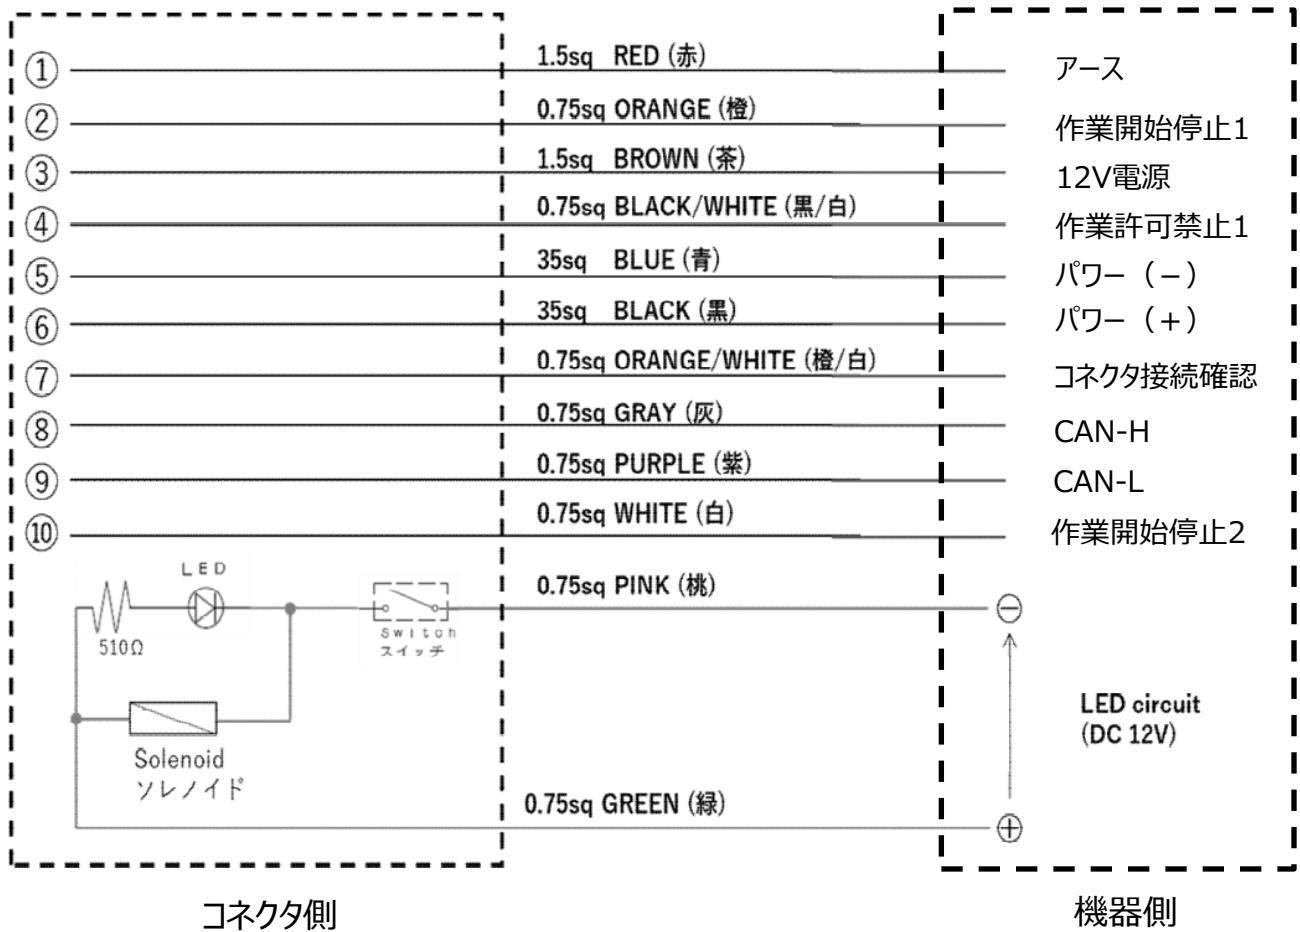 ① 1.5sq RED (赤) アース
② 0.75sq ORANGE (橙) 作業開始停止1
③ 1.5sq BROWN (茶) 12V電源
④ 0.75sq BLACK/WHITE (黒/白) 作業許可禁止1
⑤ 35sq BLUE (青) パワー（－）
⑥ 35sq BLACK (黒) パワー（＋）
⑦ 0.75sq ORANGE/WHITE (橙/白) コネクタ接続確認
⑧ 0.75sq GRAY (灰) CAN-H
⑨ 0.75sq PURPLE (紫) CAN-L
⑩ 0.75sq WHITE (白) 作業開始停止2
LED
0.75sq PINK (桃)
⊖
Switch
スイッチ
510Ω
LED circuit
(DC 12V)
Solenoid
ソレノイド
0.75sq GREEN (緑)
⊕
コネクタ側
機器側